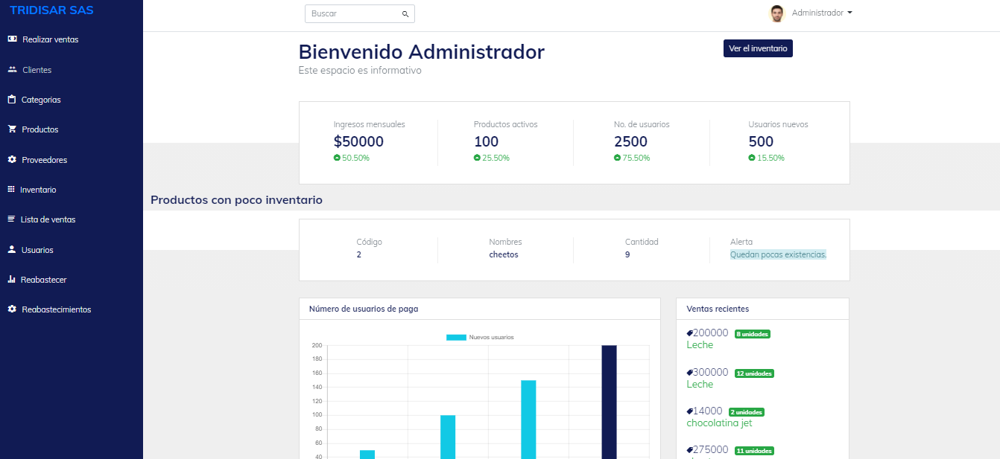 TRIDISAR SAS
Realizar ventas
Clientes
Categorias
Productos
Proveedores
Inventario
Lista de ventas
Usuarios
Reabastecer
Reabastecimientos
Buscar
Administrador
Bienvenido Administrador
Este espacio es informativo
Ver el inventario
Ingresos mensuales
$50000
50.50%
Productos activos
100
25.50%
No. de usuarios
2500
75.50%
Usuarios nuevos
500
15.50%
Productos con poco inventario
Código
2
Nombres
cheetos
Cantidad
9
Alerta
Quedan pocas existencias.
Número de usuarios de paga
Nuevos usuarios
200
180
160
140
120
100
80
60
40
Ventas recientes
200000 8 unidades
Leche
300000 12 unidades
Leche
14000 2 unidades
chocolatina jet
275000 11 unidades